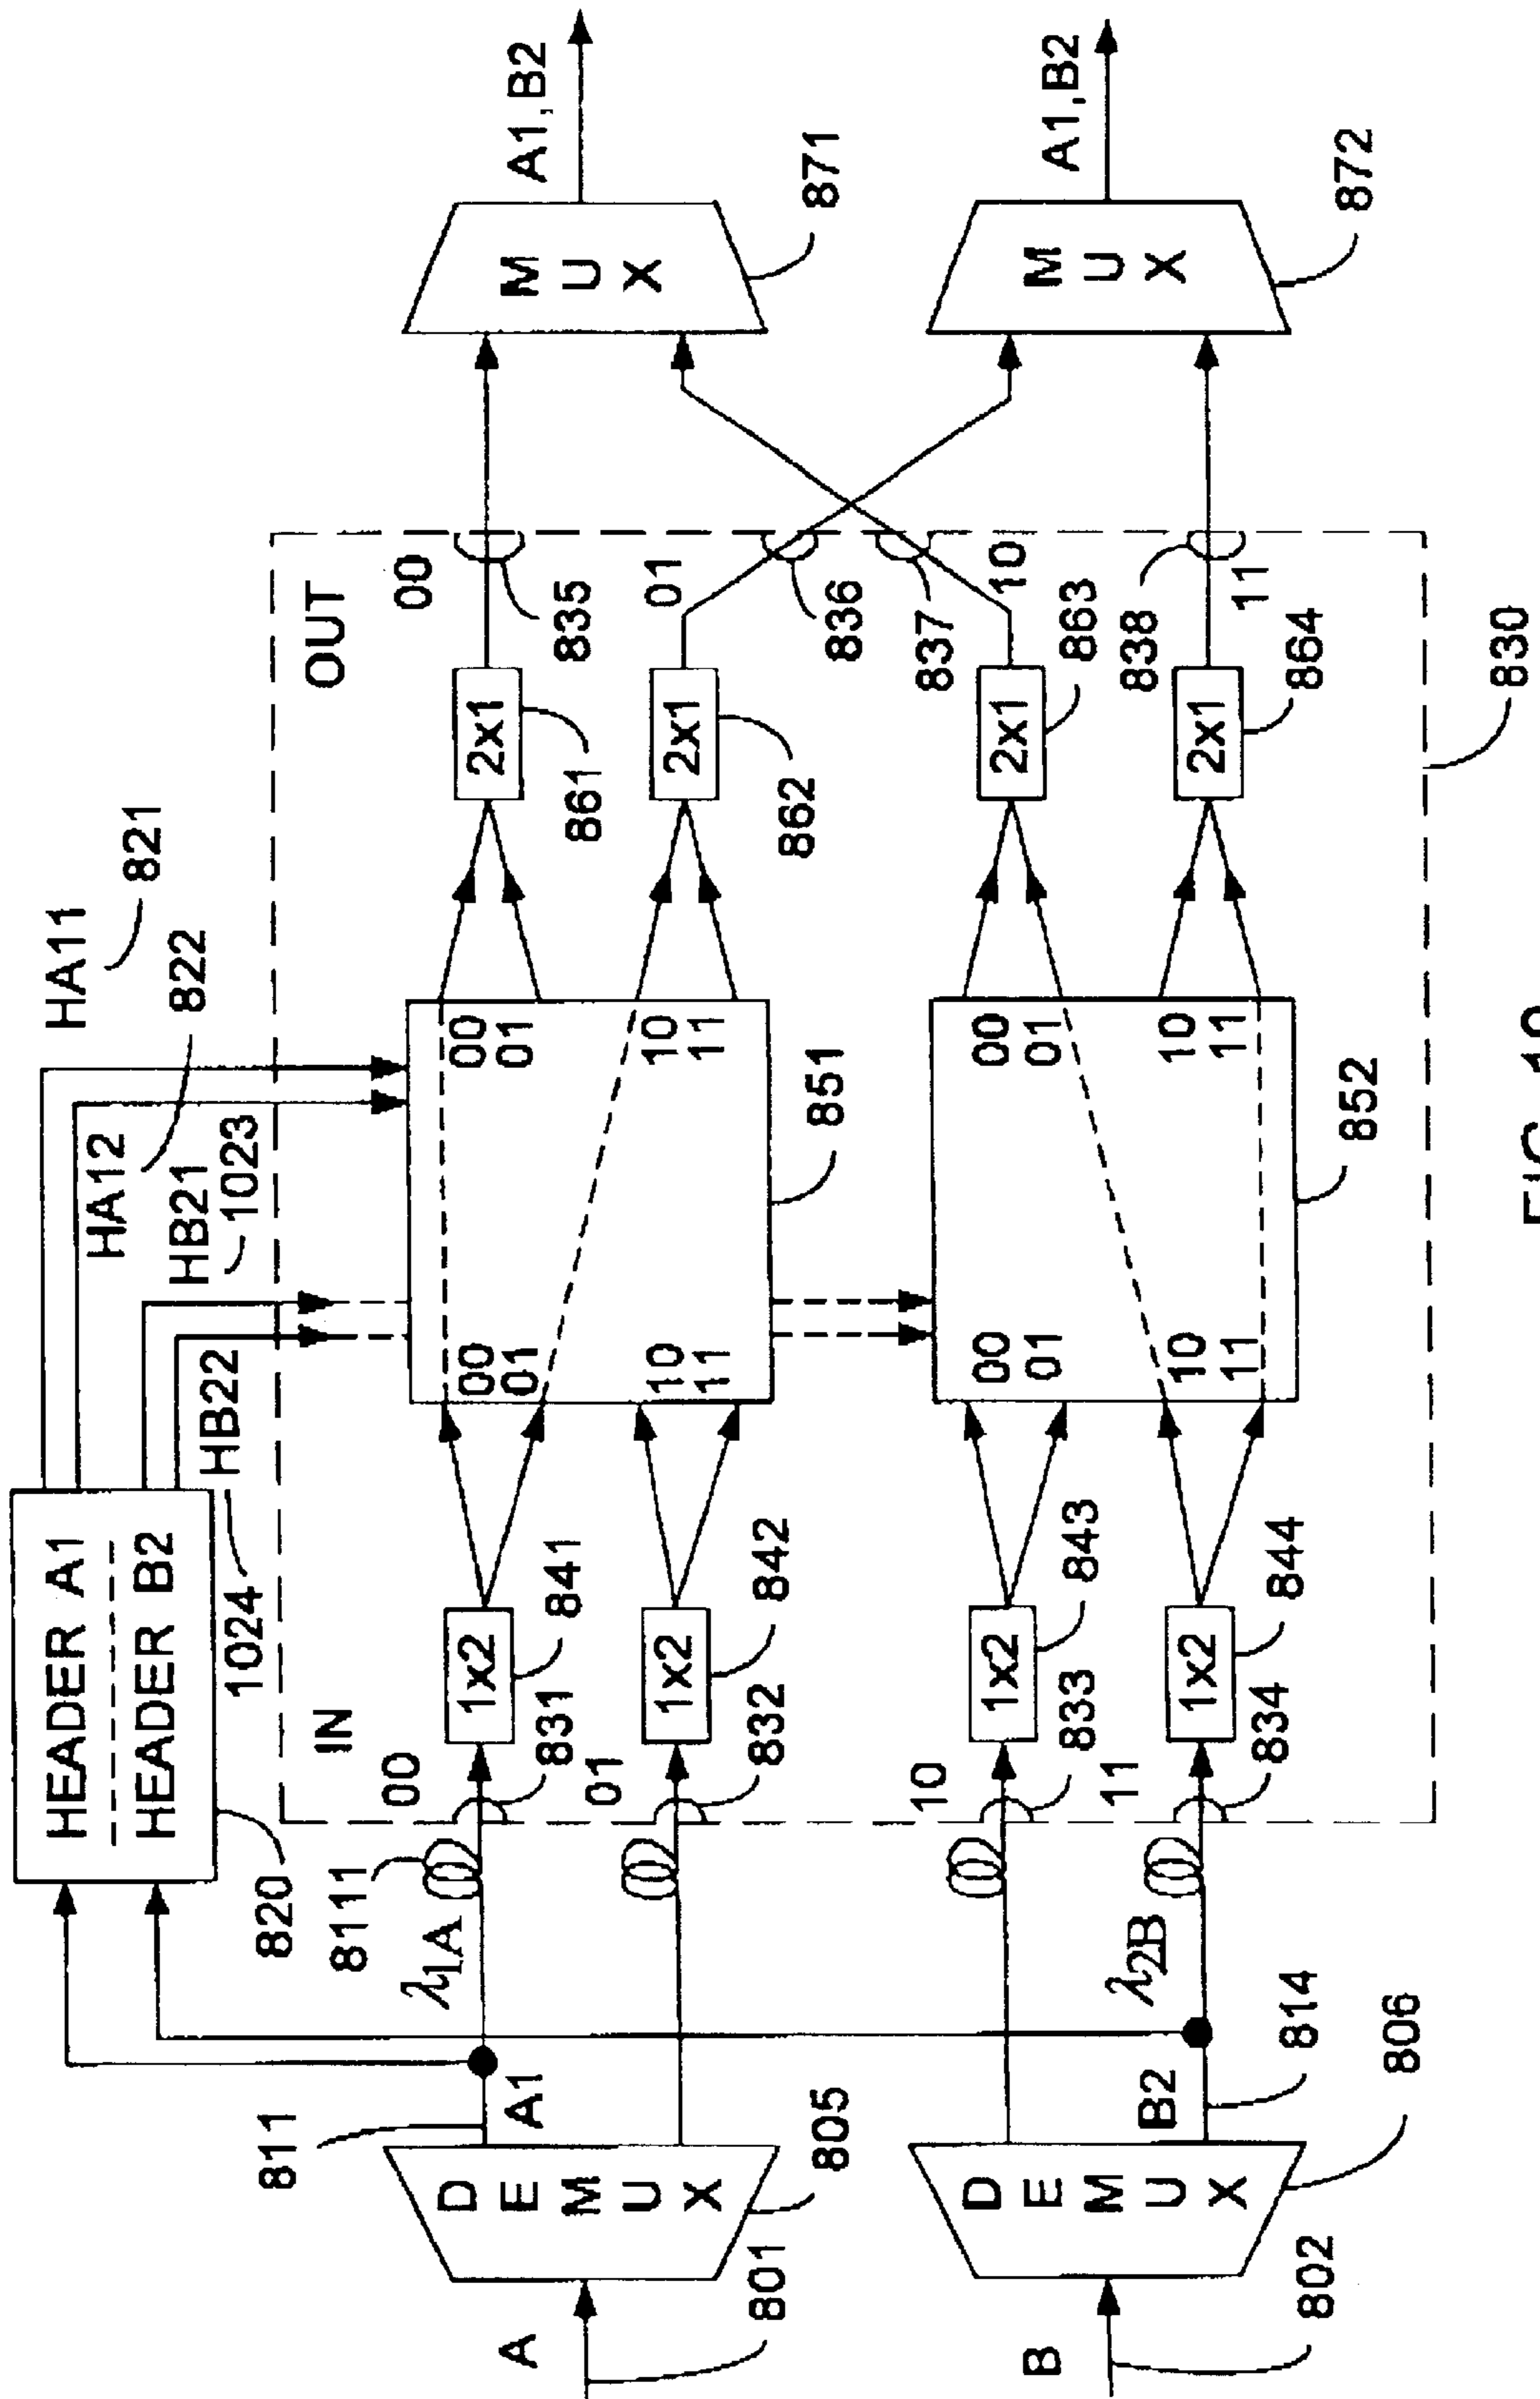 HEADER A1
HEADER B2
820
HA11
821
HA12
822
HB21
1023
HB22
1024
A
801
DEMUX
805
811
A1
λ1A
8111
IN
OUT
00
831
1x2
841
01
832
1x2
842
00
01
10
11
00
01
10
11
851
2x1
861
00
835
2x1
862
01
836
MUX
871
A1,B2
B
802
DEMUX
806
B2
814
λ2B
10
833
1x2
843
11
834
1x2
844
00
01
10
11
00
01
10
11
852
837
10
2x1
863
838
11
2x1
864
MUX
872
A1,B2
830